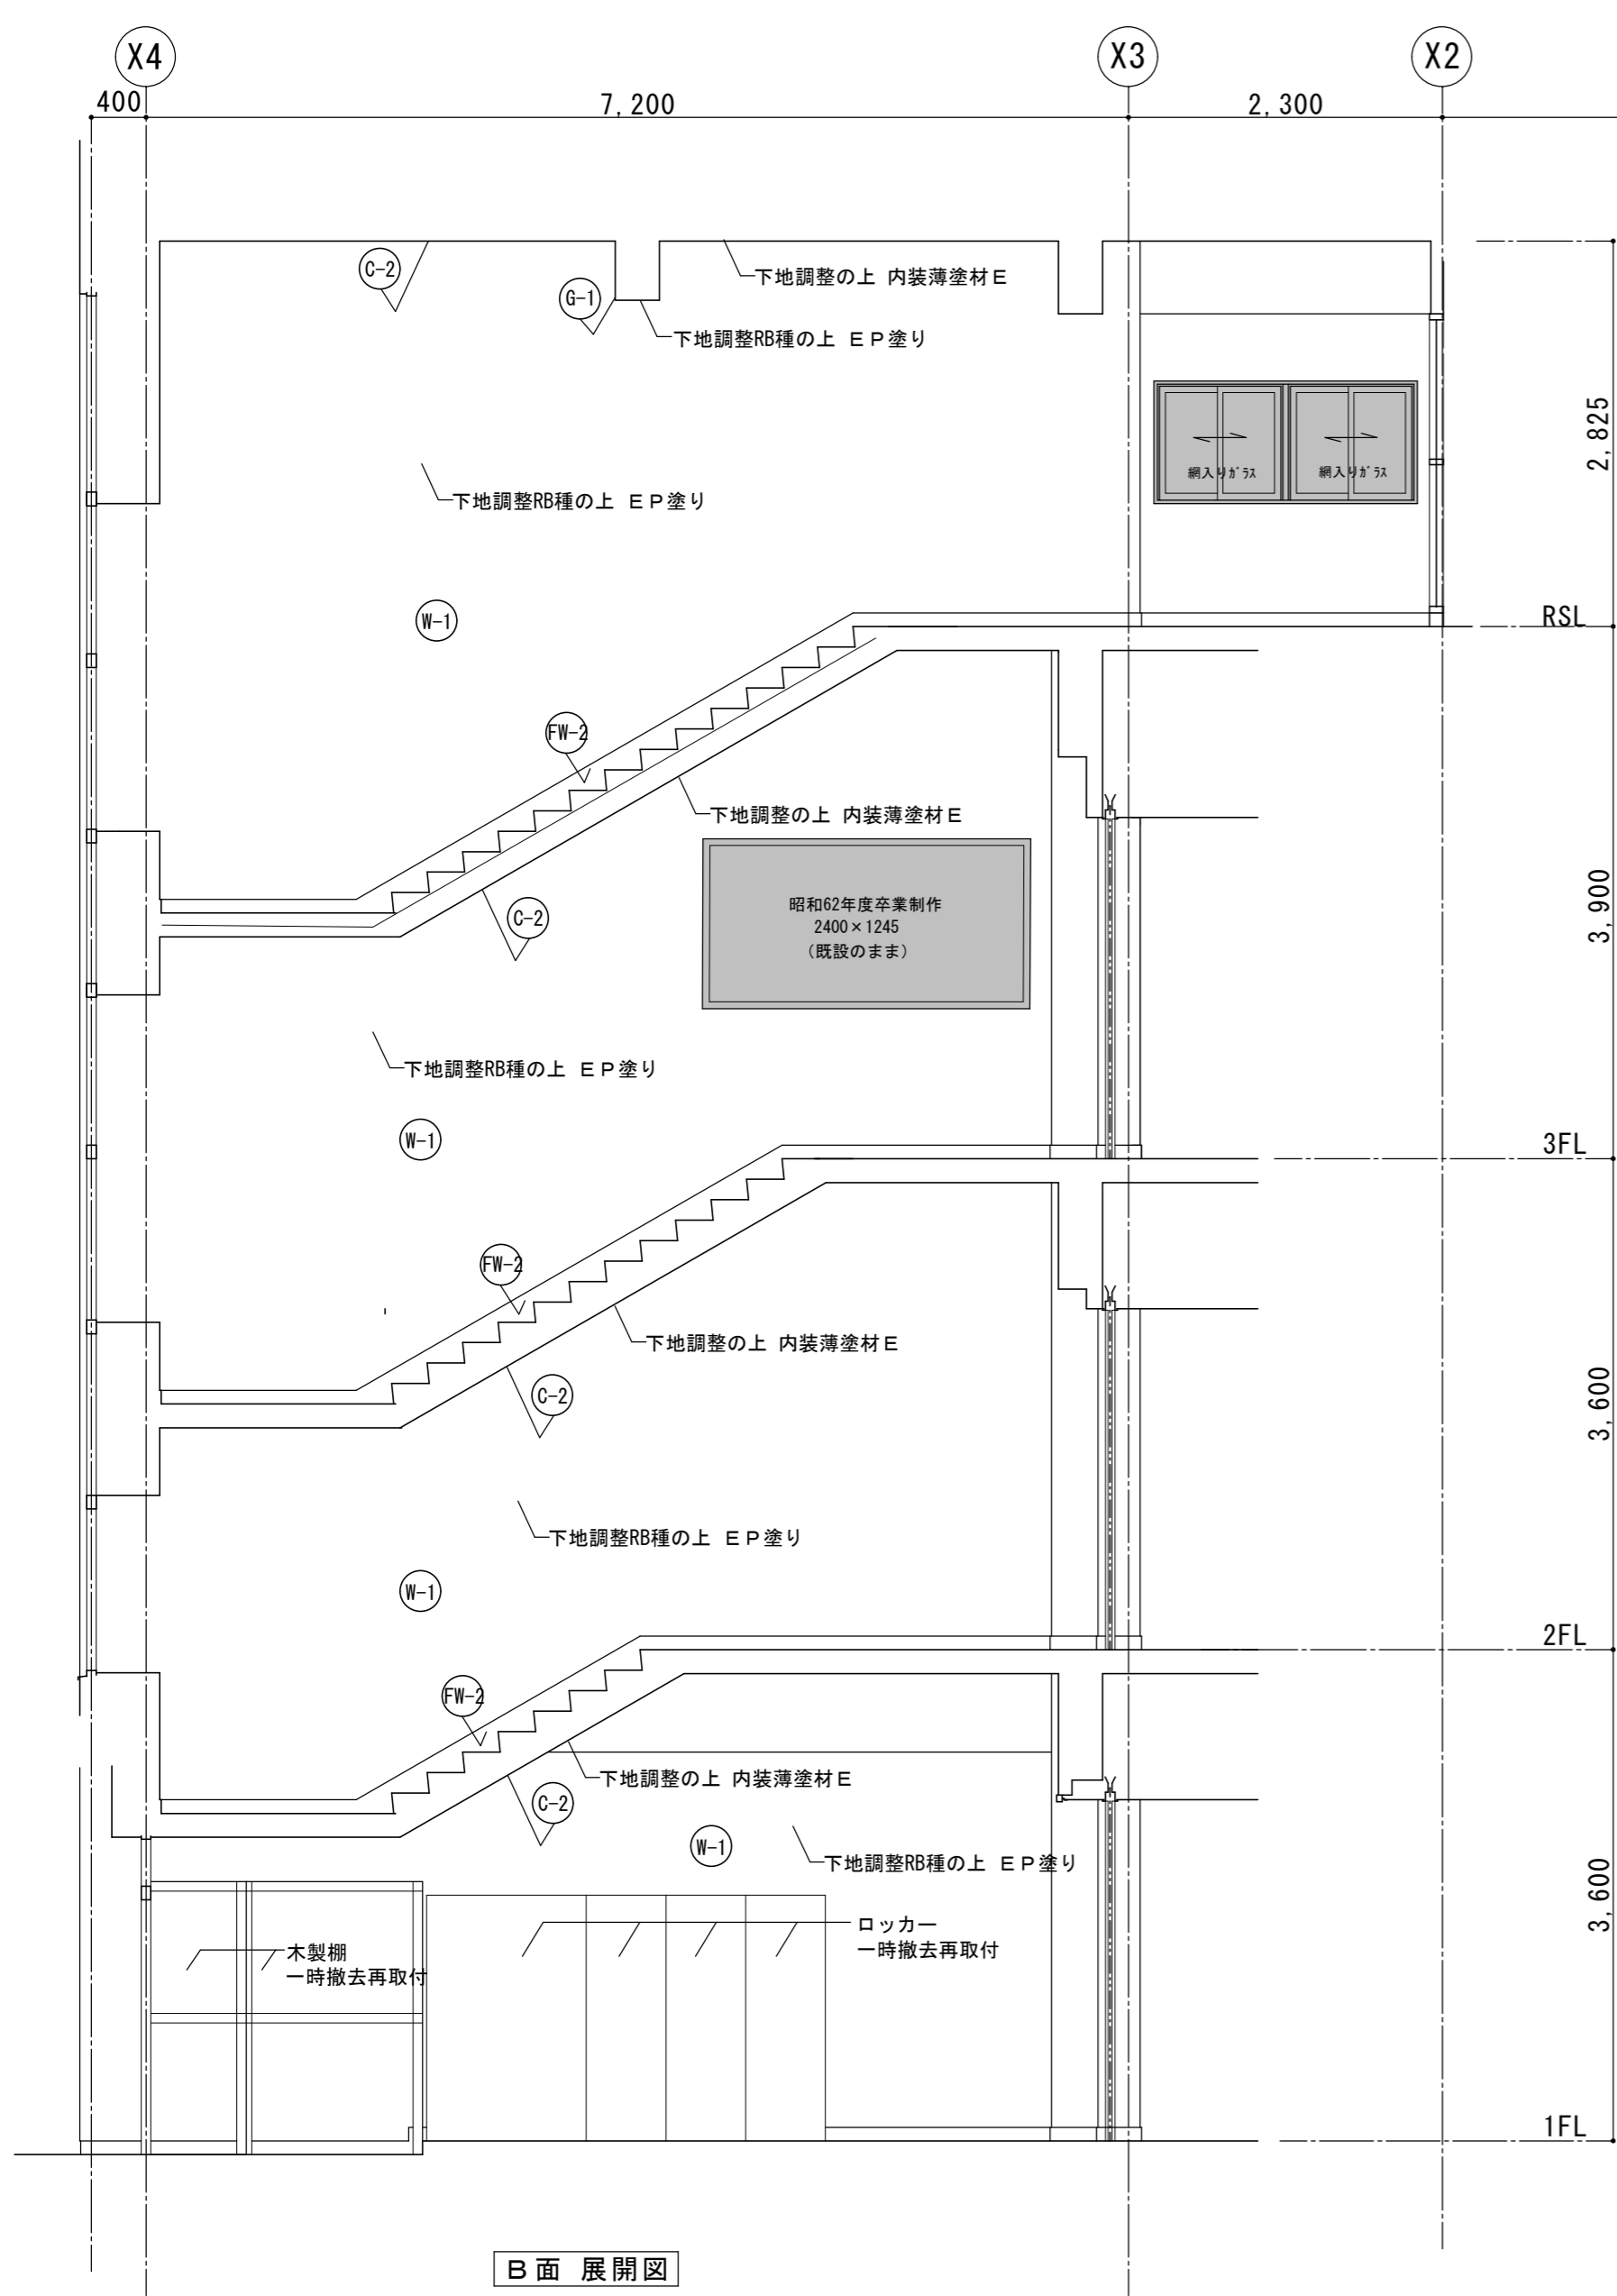 X4
X3
X2
400
7,200
2,300
C-2
G-1
下地調整の上 内装薄塗材E
下地調整RB種の上 EP塗り
2,825
網入りガラス
網入りガラス
下地調整RB種の上 EP塗り
W-1
RSL
FW-2
下地調整の上 内装薄塗材E
昭和62年度卒業制作
2400×1245
(既設のまま)
C-2
3,900
下地調整RB種の上 EP塗り
W-1
3FL
FW-2
下地調整の上 内装薄塗材E
C-2
3,600
下地調整RB種の上 EP塗り
W-1
2FL
FW-2
下地調整の上 内装薄塗材E
C-2
W-1
下地調整RB種の上 EP塗り
3,600
ロッカー
一時撤去再取付
木製棚
一時撤去再取付
1FL
B面 展開図